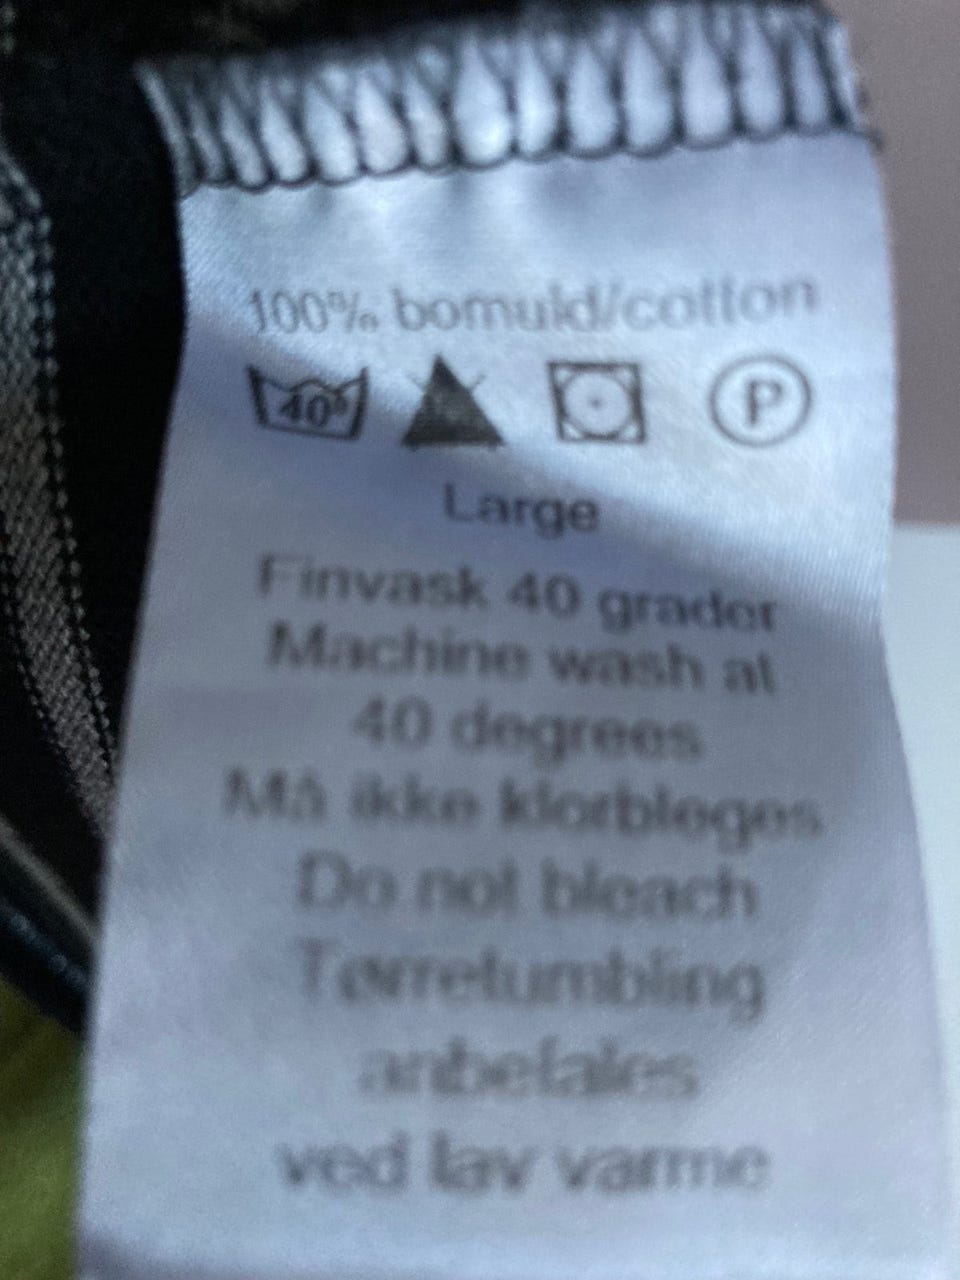 100% bomuld/cotton
40° P
Large
Finvask 40 grader
Machine wash at
40 degrees
Må ikke klorbleges
Do not bleach
Tørretumbling
anbefales
ved lav varme